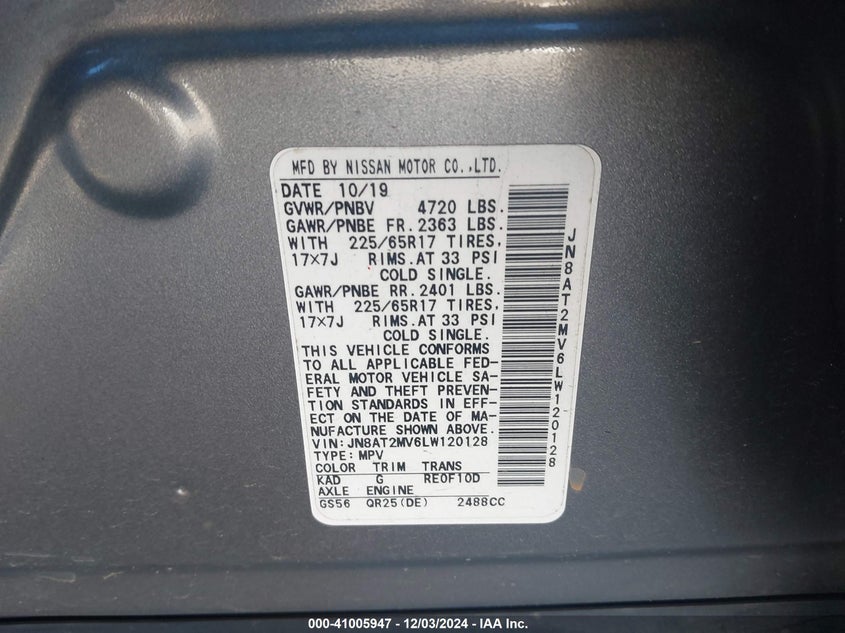 MFD BY NISSAN MOTOR CO.,LTD.
DATE 10/19
GVWR/PNBV 4720 LBS.
GAWR/PNBE FR. 2363 LBS.
WITH 225/65R17 TIRES,
17×7J RIMS.AT 33 PSI
COLD SINGLE.
GAWR/PNBE RR. 2401 LBS.
WITH 225/65R17 TIRES,
17×7J RIMS.AT 33 PSI
COLD SINGLE.
THIS VEHICLE CONFORMS
TO ALL APPLICABLE FED-
ERAL MOTOR VEHICLE SA-
FETY AND THEFT PREVEN-
TION STANDARDS IN EFF-
ECT ON THE DATE OF MA-
NUFACTURE SHOWN ABOVE.
VIN:JN8AT2MV6LW120128
TYPE:MPV
COLOR TRIM TRANS
KAD G RE0F10D
AXLE ENGINE
GS56 QR25(DE) 2488CC
JN8AT2MV6LW120128
000-41005947 - 12/03/2024 - IAA Inc.